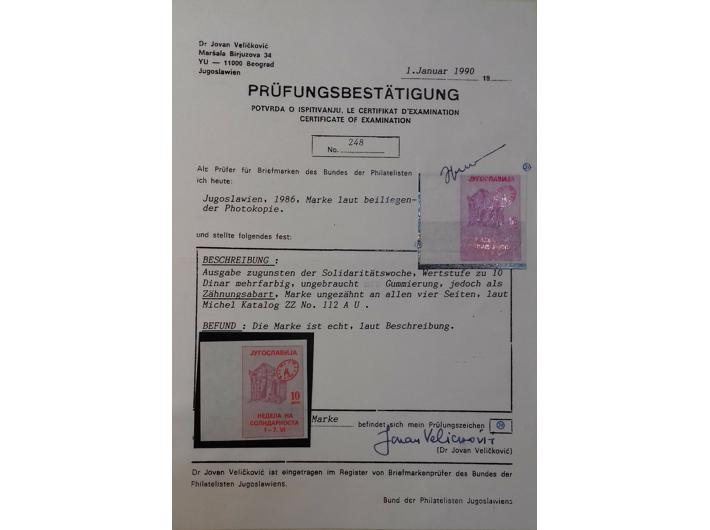 Dr Jovan Veličković
Maršala Birjuzova 34
YU — 11000 Beograd
Jugoslawien
1.Januar 1990
19
PRÜFUNGSBESTÄTIGUNG
POTVRDA O ISPITIVANJU, LE CERTIFIKAT D'EXAMINATION
CERTIFICATE OF EXAMINATION
No. 248
Als Prüfer für Briefmarken des Bundes der Philatelisten
ich heute:
Jugoslawien, 1986, Marke laut beiliegen-
der Photokopie.
ЈУГОСЛАВИЈА
und stellte folgendes fest:
BESCHREIBUNG :
Ausgabe zugunsten der Solidaritätswoche, Wertstufe zu 10
Dinar mehrfarbig, ungebraucht Gummierung, jedoch als
Zähnungsabart, Marke ungezähnt an allen vier Seiten, laut
Michel Katalog ZZ No. 112 A U .
BEFUND : Die Marke ist echt, laut Beschreibung.
ЈУГОСЛАВИЈА
10
НЕДЕЛА НА
СОЛИДАРНОСТА
1-7. VI
Marke befindet sich mein Prüfungszeichen
Jovan Veličković
(Dr Jovan Veličković)
Dr Jovan Veličković ist eingetragen im Register von Briefmarkenprüfer des Bundes der
Philatelisten Jugoslawiens.
Bund der Philatelisten Jugoslawiens